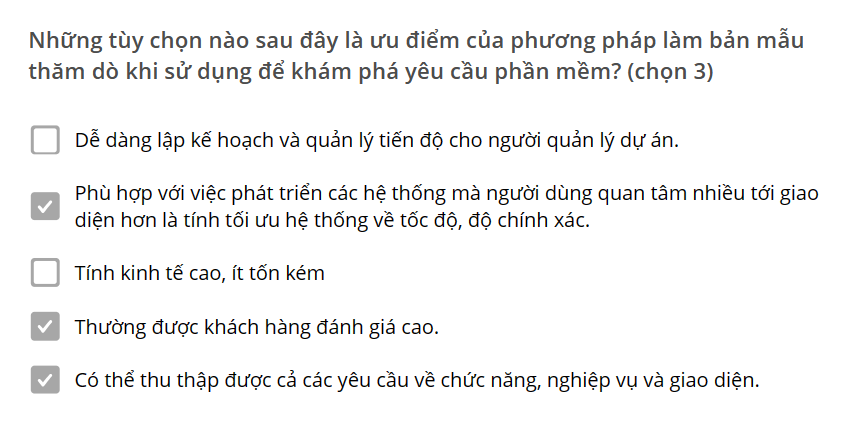 Những tùy chọn nào sau đây là ưu điểm của phương pháp làm bản mẫu
thăm dò khi sử dụng để khám phá yêu cầu phần mềm? (chọn 3)
Dễ dàng lập kế hoạch và quản lý tiến độ cho người quản lý dự án.
Phù hợp với việc phát triển các hệ thống mà người dùng quan tâm nhiều tới giao
diện hơn là tính tối ưu hệ thống về tốc độ, độ chính xác.
Tính kinh tế cao, ít tốn kém
Thường được khách hàng đánh giá cao.
Có thể thu thập được cả các yêu cầu về chức năng, nghiệp vụ và giao diện.